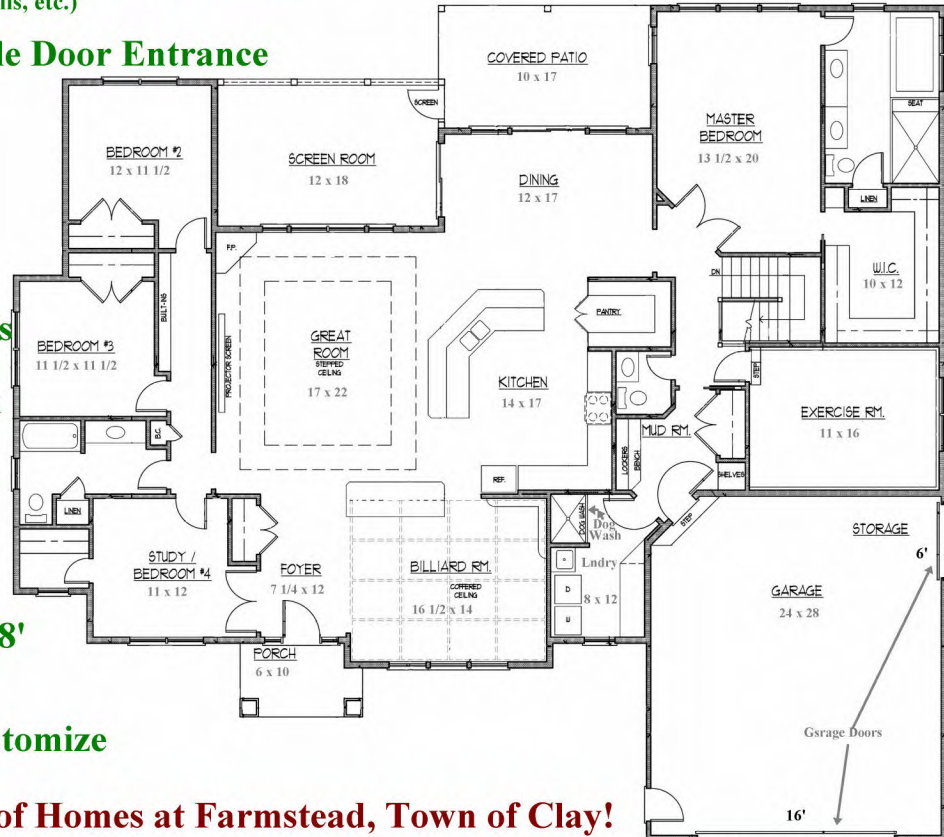 lls, etc.)
le Door Entrance
COVERED PATIO
10 x 17
SCREEN
MASTER
BEDROOM
13 1/2 x 20
SEAT
LINEN
BEDROOM #2
12 x 11 1/2
SCREEN ROOM
12 x 18
DINING
12 x 17
F.P.
DN
W.I.C.
10 x 12
BUILT-INS
PANTRY
s
BEDROOM #3
11 1/2 x 11 1/2
PROJECTOR SCREEN
GREAT
ROOM
STEPPED
CEILING
17 x 22
KITCHEN
14 x 17
STEP
EXERCISE RM.
11 x 16
B.C.
MUD RM.
LOCKERS
BENCH
SHELVES
REF.
LINEN
DOG WASH
Dog
Wash
STEP
STORAGE
6'
STUDY /
BEDROOM #4
11 x 12
FOYER
7 1/4 x 12
BILLIARD RM.
COFFERED
CEILING
16 1/2 x 14
Lndry
D
W
8 x 12
GARAGE
24 x 28
8'
PORCH
6 x 10
Gsrage Doors
tomize
16'
of Homes at Farmstead, Town of Clay!